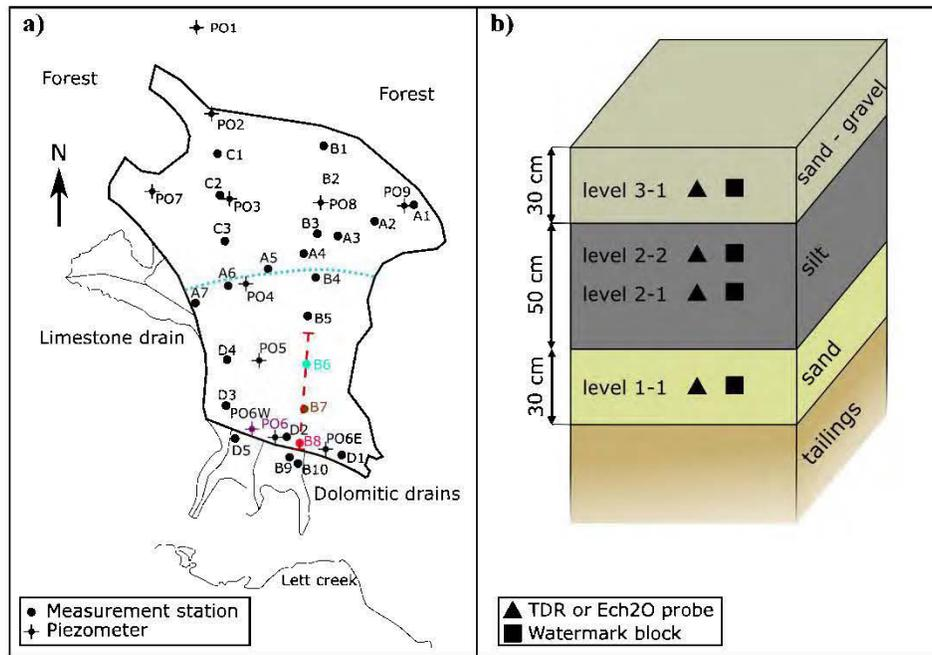 a)
PO1
Forest
Forest
N
PO2
C1
B1
B2
C2
PO3
PO7
PO8
PO9
A1
A2
B3
A3
C3
A4
A5
A6
B4
PO4
A7
B5
Limestone drain
D4
PO5
B6
D3
B7
PO6W
PO6
D2
B8
PO6E
D5
D1
B9
B10
Dolomitic drains
Lett creek
Measurement station
Piezometer
b)
30 cm
level 3-1
sand - gravel
50 cm
level 2-2
silt
level 2-1
30 cm
level 1-1
sand
tailings
TDR or Ech2O probe
Watermark block